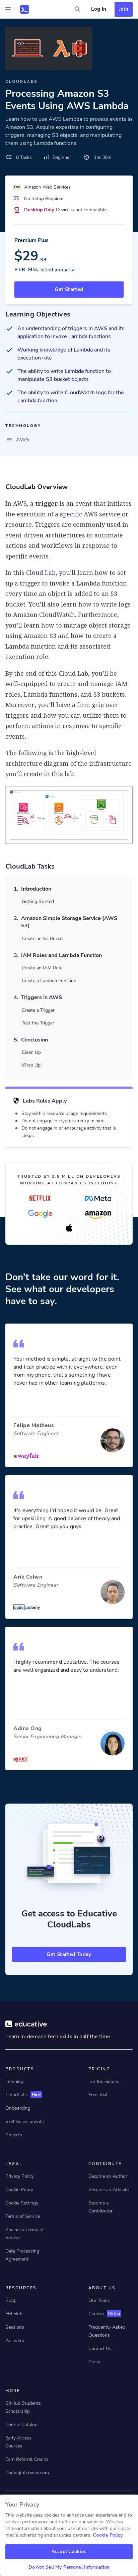 Log In
Join
CLOUDLABS
Processing Amazon S3
Events Using AWS Lambda
Learn how to use AWS Lambda to process events in
Amazon S3. Acquire expertise in configuring
triggers, storing metadata, and manipulating
objects by employing them seamlessly in S3 events
using Lambda functions.
8 Tasks
Beginner
1hr 30m
Amazon Web Services
No Setup Required
Desktop Only Device is not compatible
Premium Plus
$29.33
PER MO, billed annually
Get Started
Learning Objectives
An understanding of triggers in AWS and its
application to invoke Lambda functions
Working knowledge of Lambda and its
execution role
The ability to write Lambda function to
manipulate S3 bucket objects
The ability to write CloudWatch logs for the
Lambda function
TECHNOLOGY
AWS
CloudLab Overview
In AWS, a trigger is an event that initiates
the execution of a specific AWS service or
resource. Triggers are commonly used in
event-driven architectures to automate
workflows or to perform in response to
specific events.
In this Cloud Lab, you'll learn how to set
up a trigger to invoke a Lambda function
every time an object is added to an S3
bucket. You'll also learn how to write logs
into Amazon CloudWatch. Furthermore,
you'll learn how to manage object storage
using Amazon S3 and how to invoke a
Lambda function and its associated
execution role.
By the end of this Cloud Lab, you'll be
well-equipped to create and manage IAM
roles, Lambda functions, and S3 buckets.
Moreover, you'll have a firm grip on
triggers and how you can utilize them to
perform actions in response to specific
events.
The following is the high-level
architecture diagram of the infrastructure
you'll create in this lab:
CloudLab Tasks
1. Introduction
Getting Started
2. Amazon Simple Storage Service (AWS
S3)
Create an S3 Bucket
3. IAM Roles and Lambda Function
Create an IAM Role
Create a Lambda Function
4. Triggers in AWS
Create a Trigger
Test the Trigger
5. Conclusion
Clean Up
Wrap Up!
Labs Rules Apply
Stay within resource usage requirements.
Do not engage in cryptocurrency mining.
Do not engage in or encourage activity that is
illegal.
TRUSTED BY 1.8 MILLION DEVELOPERS
WORKING AT COMPANIES INCLUDING
NETFLIX
Meta
Google
amazon
Don't take our word for it.
See what our developers
have to say.
Your method is simple, straight to the point
and I can practice with it everywhere, even
from my phone, that's something I have
never had in other learning platforms.
Felipe Matheus
Software Engineer
wayfair
It's everything I'd hoped it would be. Great
for upskilling. A good balance of theory and
practice. Great job you guys
Arik Cohen
Software Engineer
I highly recommend Educative. The courses
are well organized and easy to understand
Adina Ong
Senior Engineering Manager
Get access to Educative
CloudLabs
Get Started Today
educative
Learn in-demand tech skills in half the time
PRODUCTS
Learning
CloudLabs New
Onboarding
Skill Assessments
Projects
PRICING
For Individuals
Free Trial
LEGAL
Privacy Policy
Cookie Policy
Cookie Settings
Terms of Service
Business Terms of
Service
Data Processing
Agreement
CONTRIBUTE
Become an Author
Become an Affiliate
Become a
Contributor
RESOURCES
Blog
EM Hub
Sessions
Answers
ABOUT US
Our Team
Careers Hiring
Frequently Asked
Questions
Contact Us
Press
MORE
GitHub Students
Scholarship
Course Catalog
Early Access
Courses
Earn Referral Credits
CodingInterview.com
Your Privacy
This website uses cookies to enhance user experience and
to analyze performance and traffic on our website. We also
share information about your use of our site with our social
media, advertising and analytics partners. Cookie Policy
Accept Cookies
Do Not Sell My Personal Information